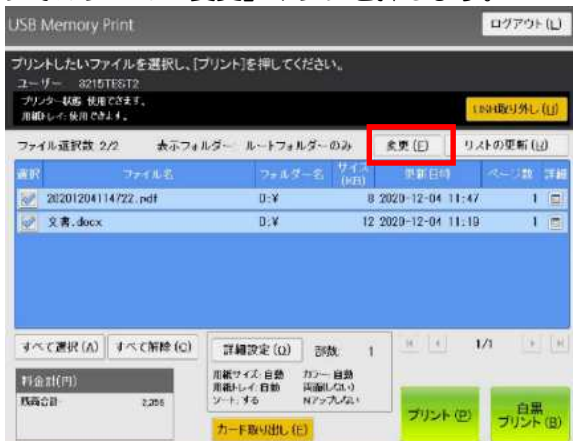 USB Memory Print
ログアウト(L)
プリントしたいファイルを選択し、[プリント]を押してください。
ユーザー 3215TEST2
プリンター状態 使用できます。
用紙トレイ: 使用できます。
USB取り外し(U)
ファイル選択数 2/2 表示フォルダー: ルートフォルダーのみ 変更(F) リストの更新(U)
選択 ファイル名 フォルダー名 サイズ(KB) 更新日時 ページ数 詳細
20201204114722.pdf D:¥ 8 2020-12-04 11:47 1
文書.docx D:¥ 12 2020-12-04 11:19 1
すべて選択(A) すべて解除(C) 詳細設定(O) 部数: 1 1/1
料金計(円)
残高合計 2,056
用紙サイズ: 自動 カラー: 自動
用紙トレイ: 自動 両面(しない)
ソート: する Nアップ(しない)
カード取り出し(E)
プリント(P)
白黒
プリント(B)